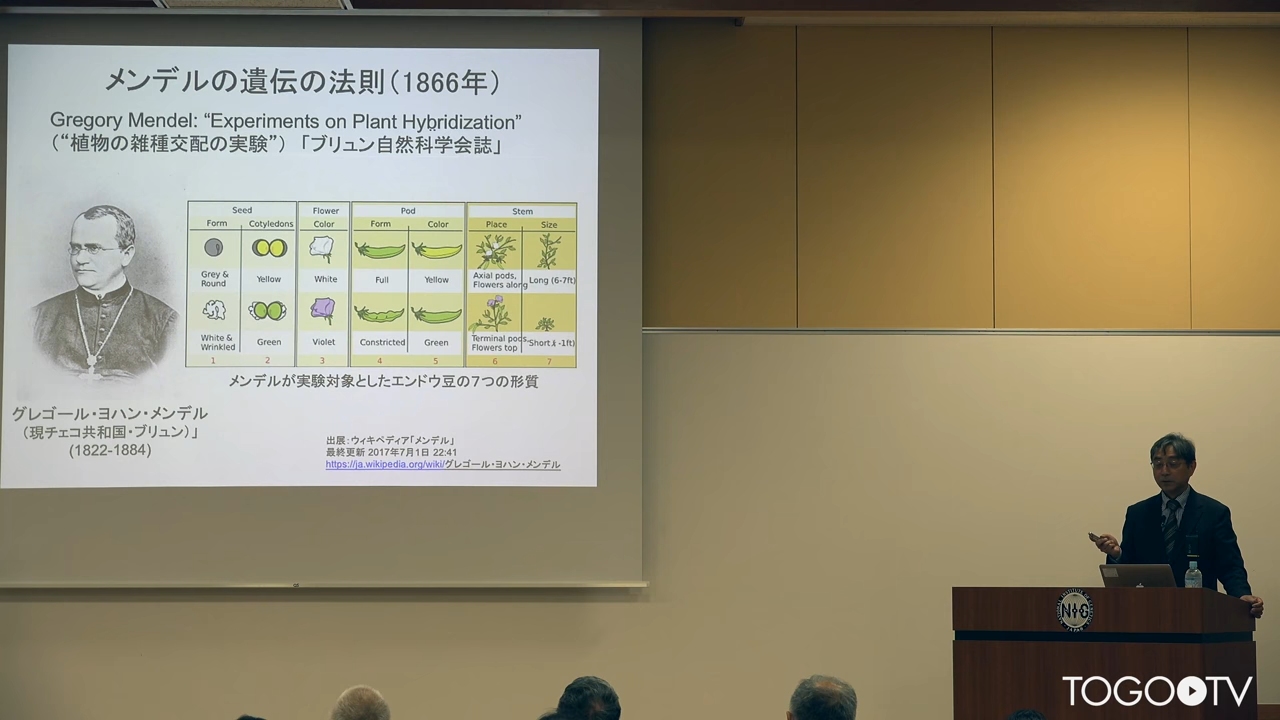 メンデルの遺伝の法則(1866年)
Gregory Mendel: “Experiments on Plant Hybridization”
(“植物の雑種交配の実験”)「ブリュン自然科学会誌」
Seed Flower Pod Stem
Form Cotyledons Color Form Color Place Size
Grey & Round Yellow White Full Yellow Axial pods, Flowers along Long (6-7ft)
White & Wrinkled Green Violet Constricted Green Terminal pods, Flowers top Short -1ft)
1 2 3 4 5 6 7
メンデルが実験対象としたエンドウ豆の7つの形質
グレゴール・ヨハン・メンデル
(現チェコ共和国・ブリュン)」
(1822-1884)
出展:ウィキペディア「メンデル」
最終更新 2017年7月1日 22:41
https://ja.wikipedia.org/wiki/グレゴール・ヨハン・メンデル
NIG
JAPAN
TOGO TV